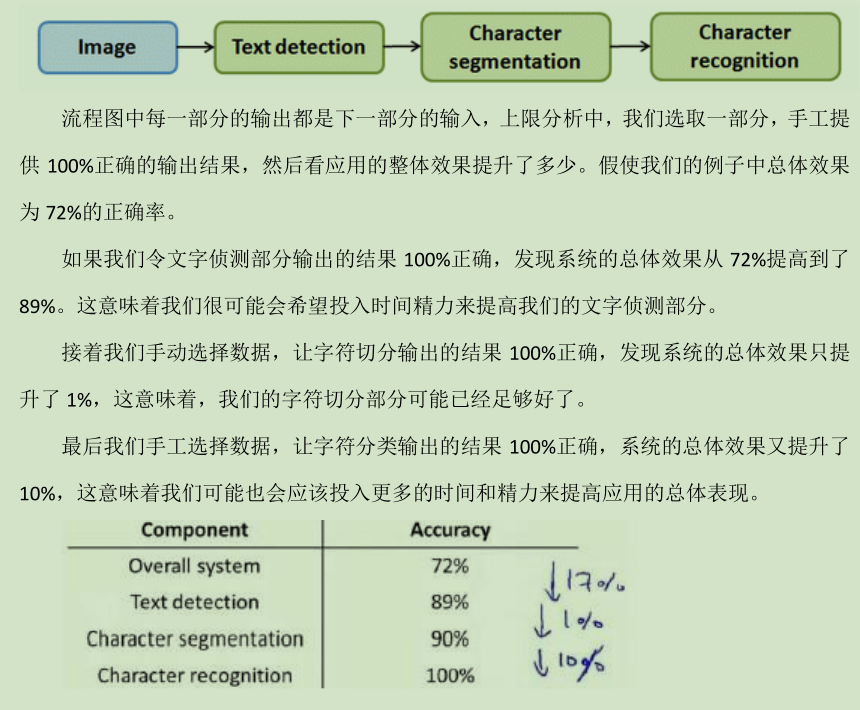 Image
Text detection
Character
segmentation
Character
recognition
流程图中每一部分的输出都是下一部分的输入，上限分析中，我们选取一部分，手工提
供 100%正确的输出结果，然后看应用的整体效果提升了多少。假使我们的例子中总体效果
为 72%的正确率。
如果我们令文字侦测部分输出的结果 100%正确，发现系统的总体效果从 72%提高到了
89%。这意味着我们很可能会希望投入时间精力来提高我们的文字侦测部分。
接着我们手动选择数据，让字符切分输出的结果 100%正确，发现系统的总体效果只提
升了 1%，这意味着，我们的字符切分部分可能已经足够好了。
最后我们手工选择数据，让字符分类输出的结果 100%正确，系统的总体效果又提升了
10%，这意味着我们可能也会应该投入更多的时间和精力来提高应用的总体表现。
Component Accuracy
Overall system 72%
↓17%
Text detection 89%
↓1%
Character segmentation 90%
↓10%
Character recognition 100%